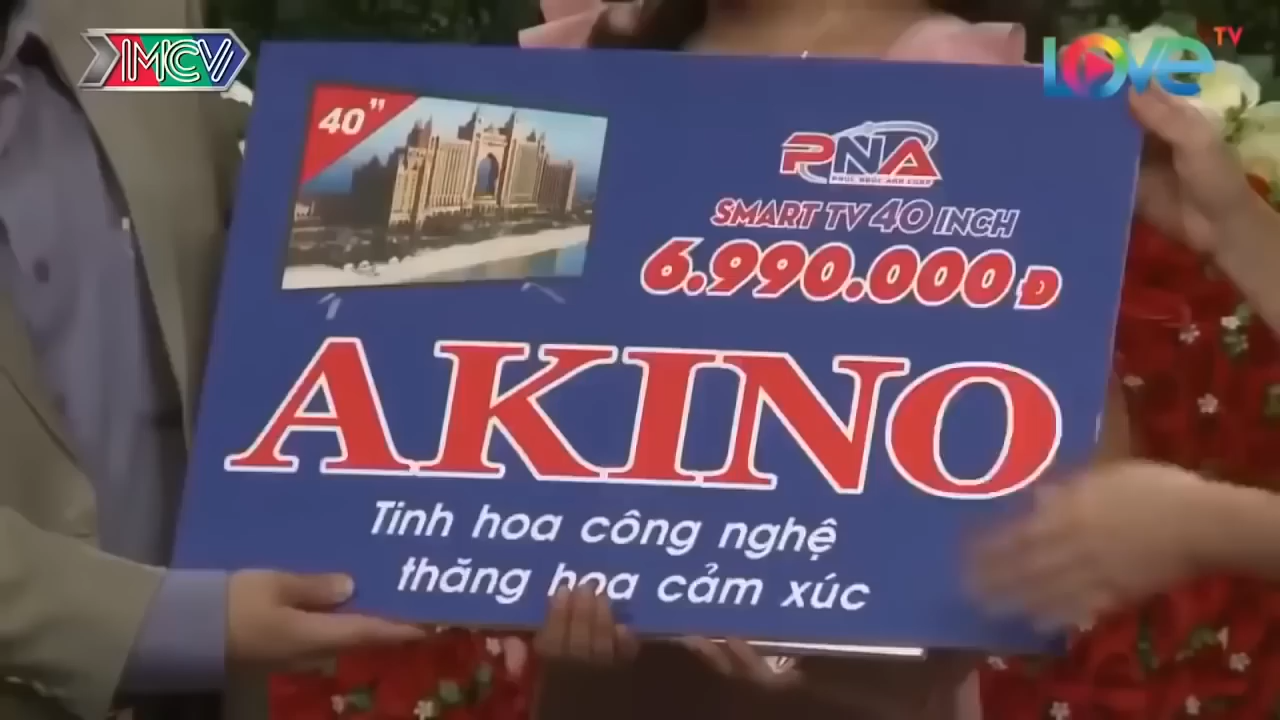 MCV
LOVE TV
40"
PNA
SMART TV 40 INCH
6.990.000 Đ
AKINO
Tinh hoa công nghệ
thăng hoa cảm xúc